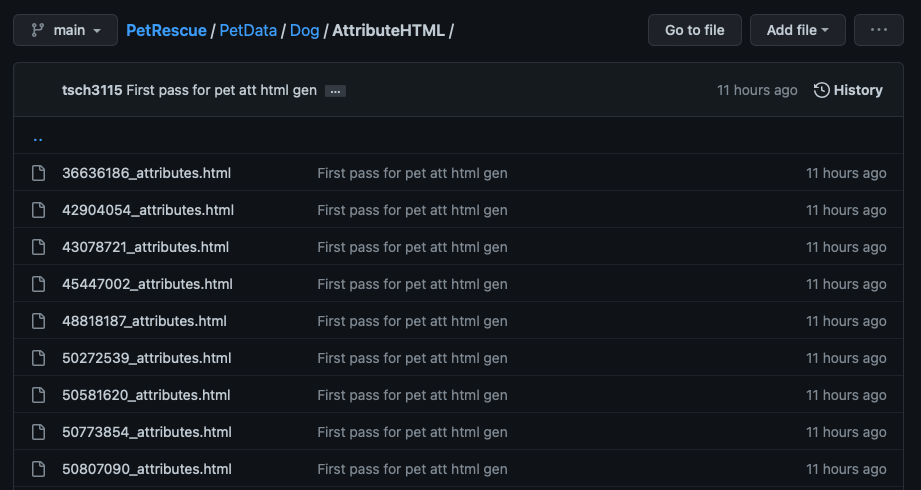 main PetRescue / PetData / Dog / AttributeHTML / Go to file Add file ...
tsch3115 First pass for pet att html gen ... 11 hours ago History
..
36636186_attributes.html First pass for pet att html gen 11 hours ago
42904054_attributes.html First pass for pet att html gen 11 hours ago
43078721_attributes.html First pass for pet att html gen 11 hours ago
45447002_attributes.html First pass for pet att html gen 11 hours ago
48818187_attributes.html First pass for pet att html gen 11 hours ago
50272539_attributes.html First pass for pet att html gen 11 hours ago
50581620_attributes.html First pass for pet att html gen 11 hours ago
50773854_attributes.html First pass for pet att html gen 11 hours ago
50807090_attributes.html First pass for pet att html gen 11 hours ago